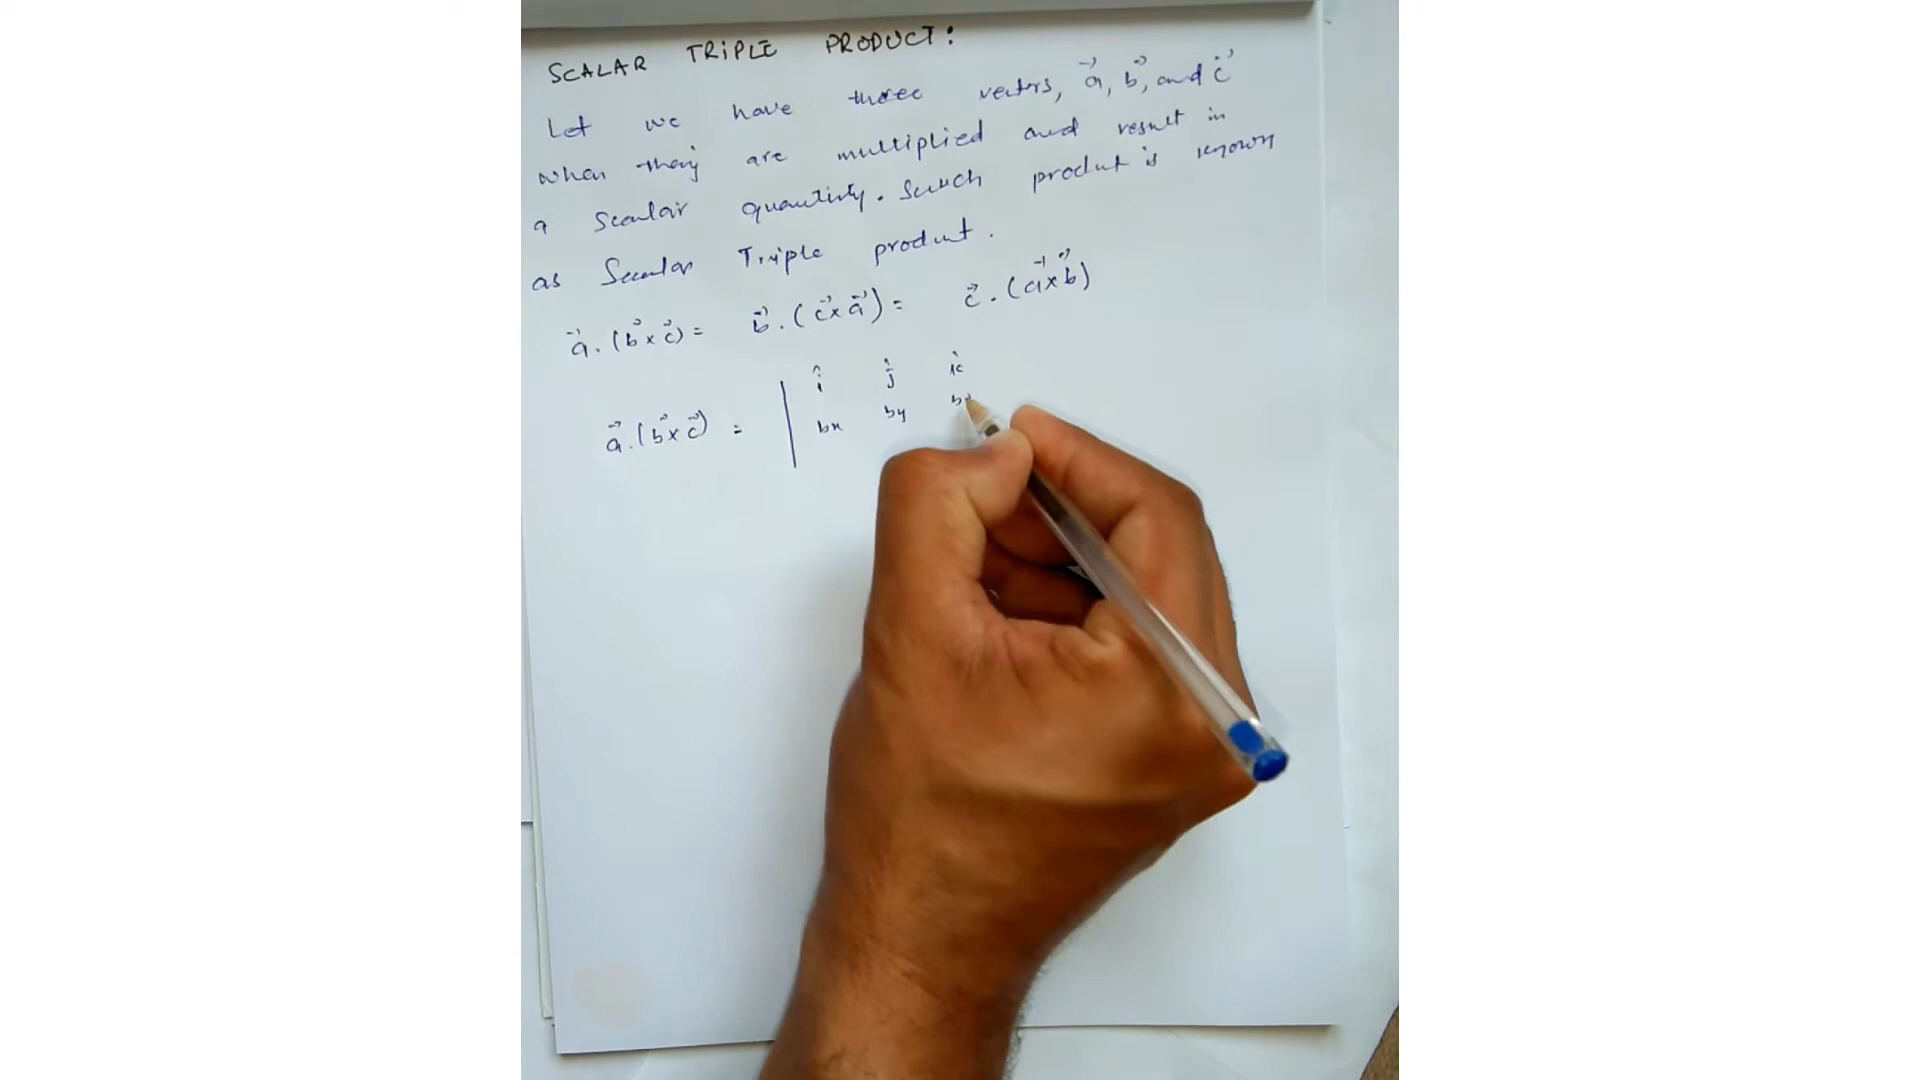 SCALAR TRIPLE PRODUCT:
Let we have three vectors, a⃗, b⃗, and c⃗
when they are multiplied and result in
a scalar quantity. Such product is known
as Scalar Triple product.
a⃗ . (b⃗ x c⃗) = b⃗ . (c⃗ x a⃗) = c⃗ . (a⃗ x b⃗)
î ĵ k̂
a⃗ . (b⃗ x c⃗) = | bx by